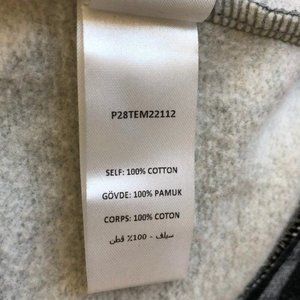 P28TEM22112
SELF: 100% COTTON
GÖVDE: 100% PAMUK
CORPS: 100% COTON
سيلف - 100٪ قطن